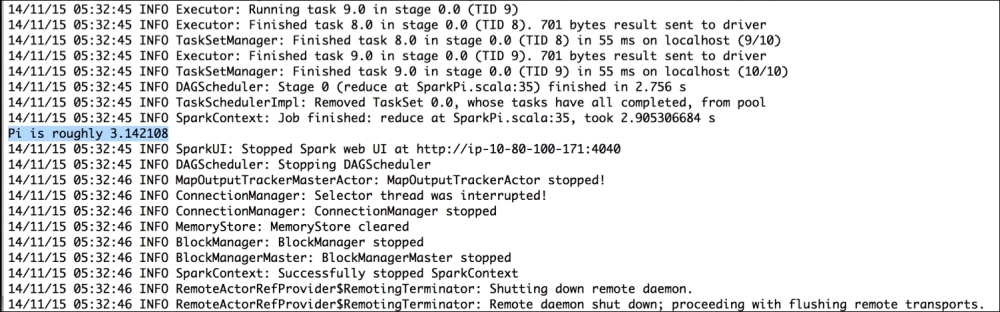 14/11/15 05:32:45 INFO Executor: Running task 9.0 in stage 0.0 (TID 9)
14/11/15 05:32:45 INFO Executor: Finished task 8.0 in stage 0.0 (TID 8). 701 bytes result sent to driver
14/11/15 05:32:45 INFO TaskSetManager: Finished task 8.0 in stage 0.0 (TID 8) in 55 ms on localhost (9/10)
14/11/15 05:32:45 INFO Executor: Finished task 9.0 in stage 0.0 (TID 9). 701 bytes result sent to driver
14/11/15 05:32:45 INFO TaskSetManager: Finished task 9.0 in stage 0.0 (TID 9) in 55 ms on localhost (10/10)
14/11/15 05:32:45 INFO DAGScheduler: Stage 0 (reduce at SparkPi.scala:35) finished in 2.756 s
14/11/15 05:32:45 INFO TaskSchedulerImpl: Removed TaskSet 0.0, whose tasks have all completed, from pool
14/11/15 05:32:45 INFO SparkContext: Job finished: reduce at SparkPi.scala:35, took 2.905306684 s
Pi is roughly 3.142108
14/11/15 05:32:45 INFO SparkUI: Stopped Spark web UI at http://ip-10-80-100-171:4040
14/11/15 05:32:45 INFO DAGScheduler: Stopping DAGScheduler
14/11/15 05:32:46 INFO MapOutputTrackerMasterActor: MapOutputTrackerActor stopped!
14/11/15 05:32:46 INFO ConnectionManager: Selector thread was interrupted!
14/11/15 05:32:46 INFO ConnectionManager: ConnectionManager stopped
14/11/15 05:32:46 INFO MemoryStore: MemoryStore cleared
14/11/15 05:32:46 INFO BlockManager: BlockManager stopped
14/11/15 05:32:46 INFO BlockManagerMaster: BlockManagerMaster stopped
14/11/15 05:32:46 INFO SparkContext: Successfully stopped SparkContext
14/11/15 05:32:46 INFO RemoteActorRefProvider$RemotingTerminator: Shutting down remote daemon.
14/11/15 05:32:46 INFO RemoteActorRefProvider$RemotingTerminator: Remote daemon shut down; proceeding with flushing remote transports.